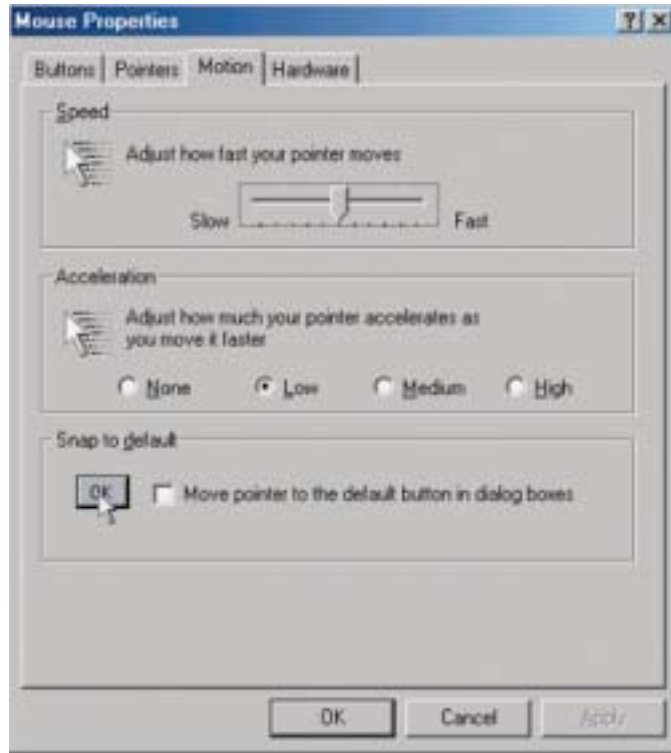 Mouse Properties
Buttons Pointers Motion Hardware
Speed
Adjust how fast your pointer moves
Slow Fast
Acceleration
Adjust how much your pointer accelerates as
you move it faster
None Low Medium High
Snap to default
OK Move pointer to the default button in dialog boxes
OK Cancel Apply